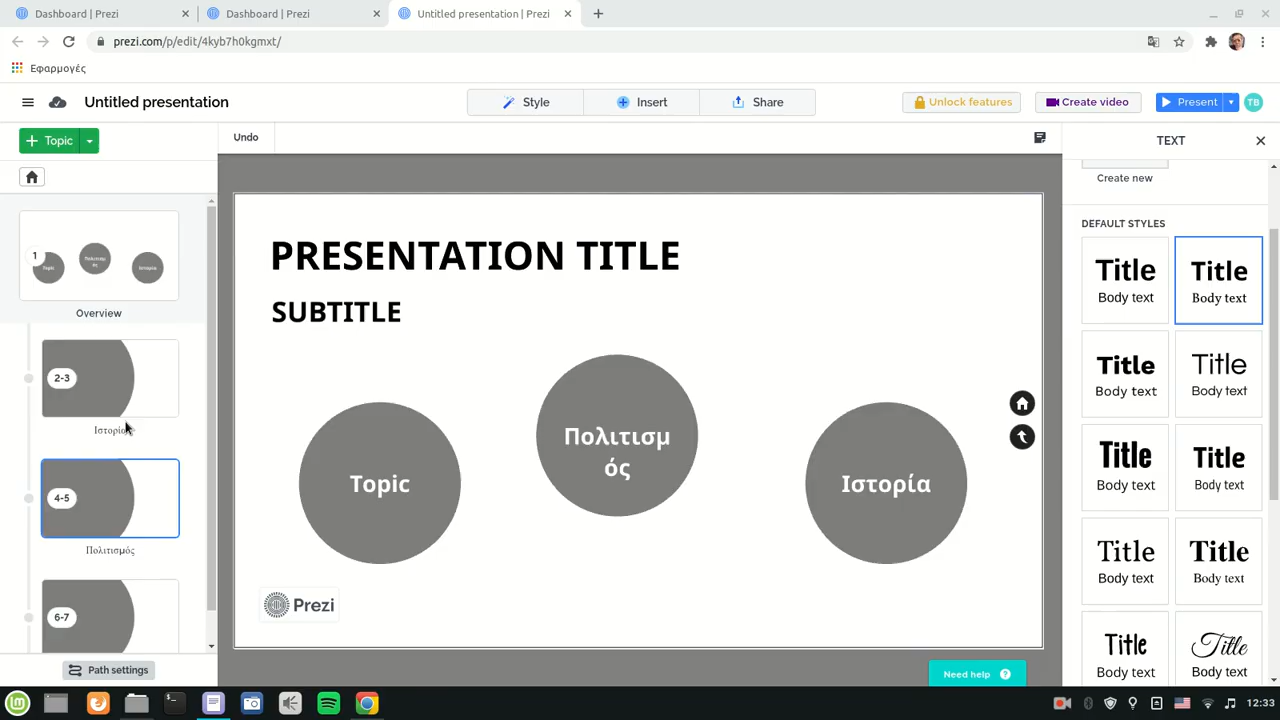 Dashboard | Prezi
Dashboard | Prezi
Untitled presentation | Prezi
prezi.com/p/edit/4kyb7h0kgmxt/
Εφαρμογές
Untitled presentation
Style
Insert
Share
Unlock features
Create video
Present
TB
Topic
Undo
TEXT
Create new
DEFAULT STYLES
1
Topic
Πολιτισμ
ός
Ιστορία
Overview
2-3
Ιστορία
4-5
Πολιτισμός
6-7
Path settings
PRESENTATION TITLE
SUBTITLE
Topic
Πολιτισμ
ός
Ιστορία
Prezi
Need help ?
Title
Body text
Title
Body text
Title
Body text
Title
Body text
Title
Body text
Title
Body text
Title
Body text
Title
Body text
Title
Body text
Title
Body text
12:33